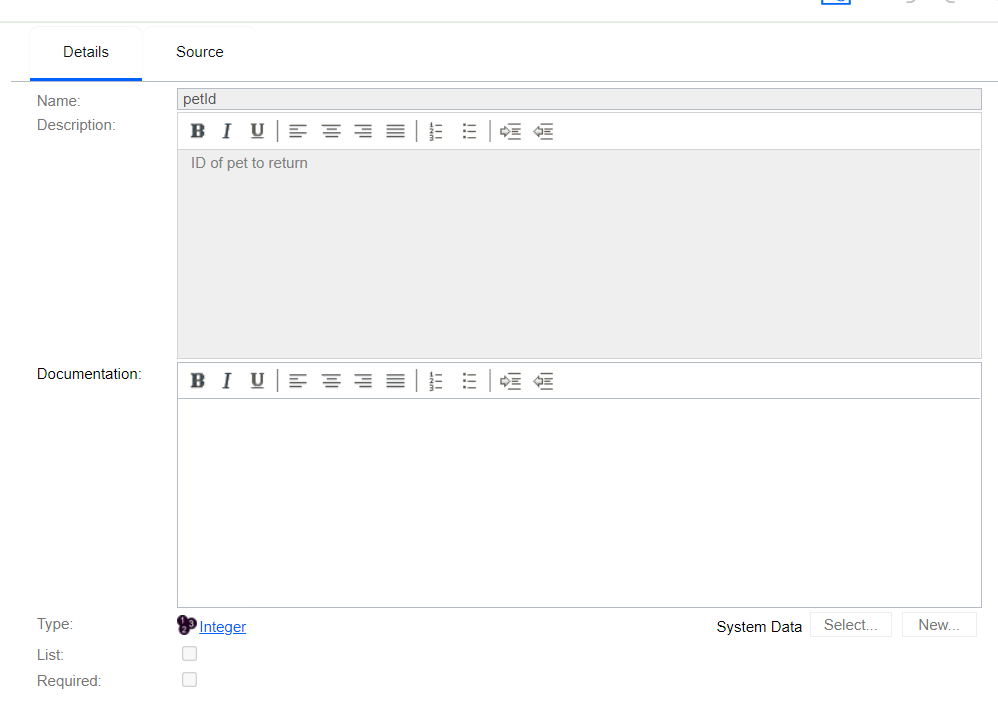 Details Source
Name: petId
Description:
B I U
ID of pet to return
Documentation:
B I U
Type: Integer System Data Select... New...
List:
Required: